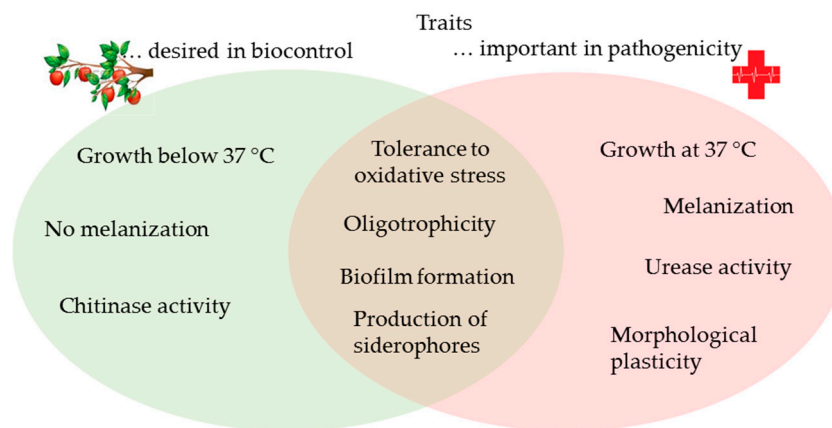 Traits
… desired in biocontrol
… important in pathogenicity
Growth below 37 °C
No melanization
Chitinase activity
Tolerance to
oxidative stress
Oligotrophicity
Biofilm formation
Production of
siderophores
Growth at 37 °C
Melanization
Urease activity
Morphological
plasticity